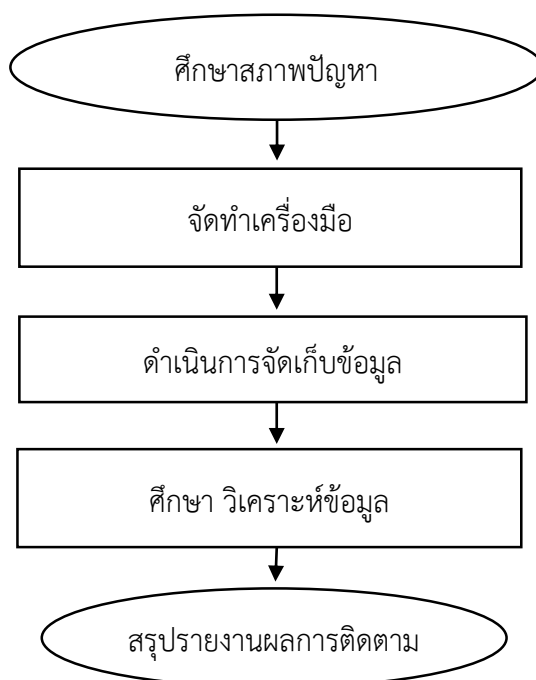 ศึกษาสภาพปัญหา
จัดทำเครื่องมือ
ดำเนินการจัดเก็บข้อมูล
ศึกษา วิเคราะห์ข้อมูล
สรุปรายงานผลการติดตาม